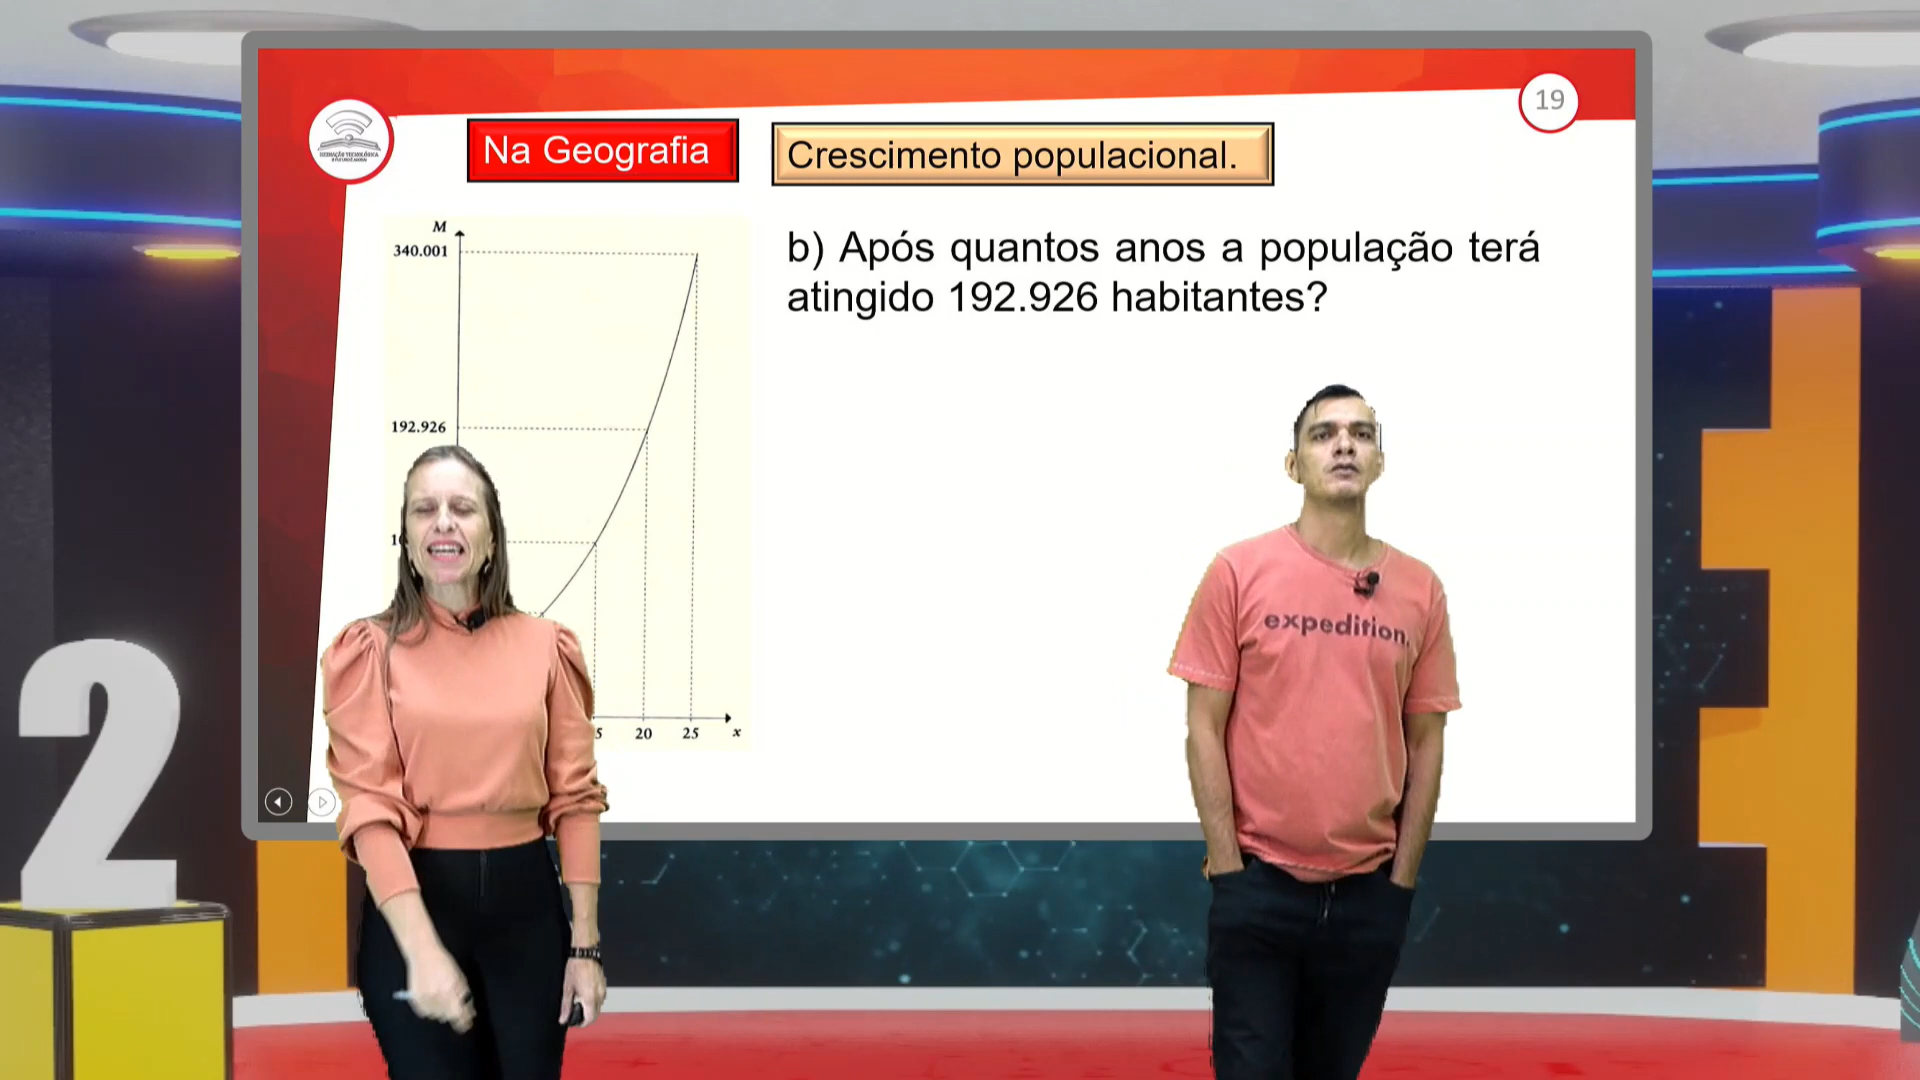 19
Na Geografia
Crescimento populacional.
M
340.001
192.926
b) Após quantos anos a população terá
atingido 192.926 habitantes?
20
25
x
expedition.
2